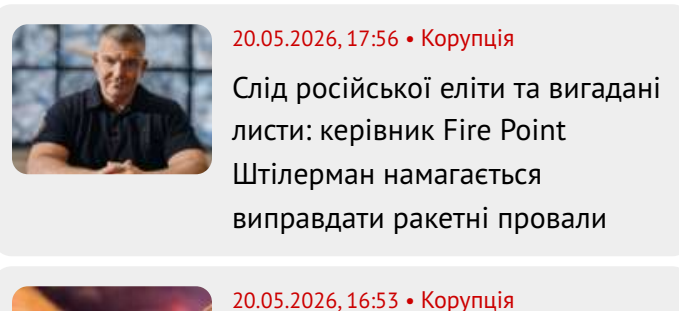 20.05.2026, 17:56 • Корупція
Слід російської еліти та вигадані
листи: керівник Fire Point
Штілерман намагається
виправдати ракетні провали
20.05.2026, 16:53 • Корупція